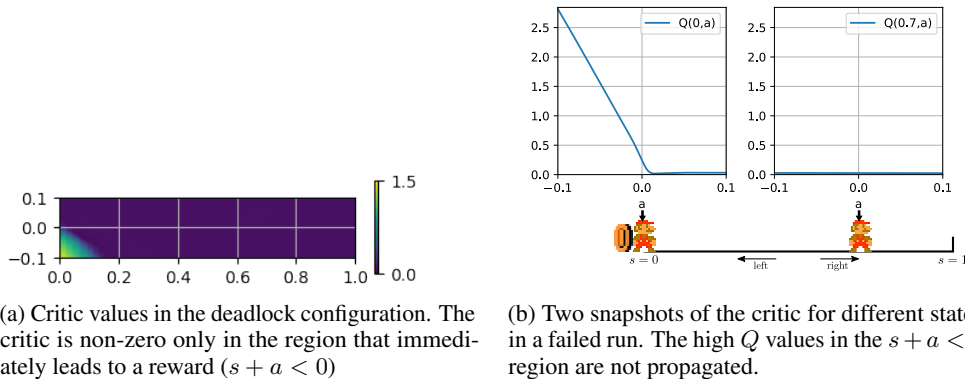 0.1
0.0
−0.1
0.0 0.2 0.4 0.6 0.8 1.0
1.5
0.0
(a) Critic values in the deadlock configuration. The
critic is non-zero only in the region that immedi-
ately leads to a reward (s + a < 0)
2.5
2.0
1.5
1.0
0.5
0.0
−0.1 0.0 0.1
Q(0,a)
a
2.5
2.0
1.5
1.0
0.5
0.0
−0.1 0.0 0.1
Q(0.7,a)
a
s = 0
left
right
s = 1
(b) Two snapshots of the critic for different state
in a failed run. The high Q values in the s + a <
region are not propagated.